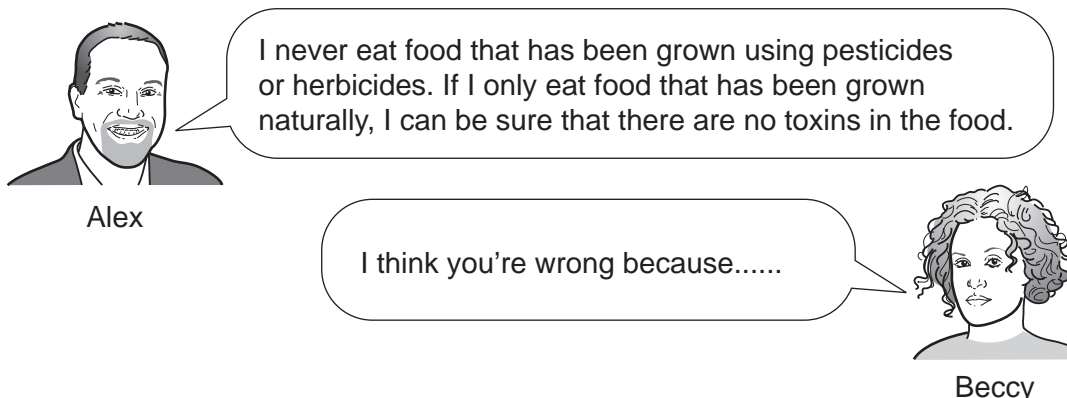 I never eat food that has been grown using pesticides
or herbicides. If I only eat food that has been grown
naturally, I can be sure that there are no toxins in the food.
Alex
I think you're wrong because......
Beccy